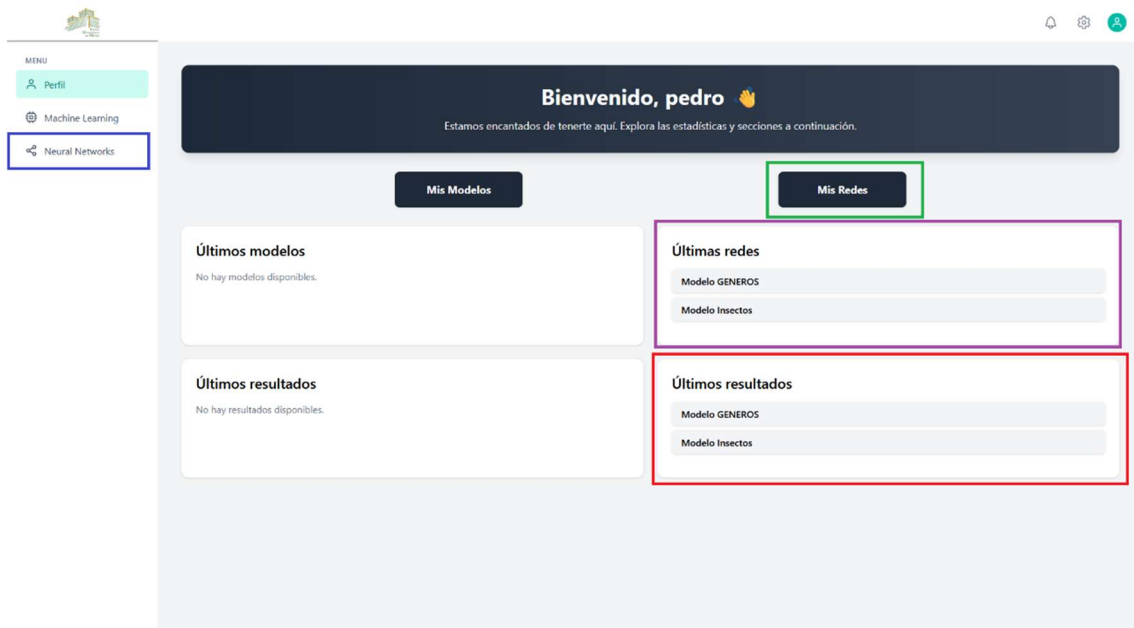 MENU
Perfil
Machine Learning
Neural Networks
Bienvenido, pedro 👋
Estamos encantados de tenerte aquí. Explora las estadísticas y secciones a continuación.
Mis Modelos
Mis Redes
Últimos modelos
No hay modelos disponibles.
Últimas redes
Modelo GENEROS
Modelo Insectos
Últimos resultados
No hay resultados disponibles.
Últimos resultados
Modelo GENEROS
Modelo Insectos